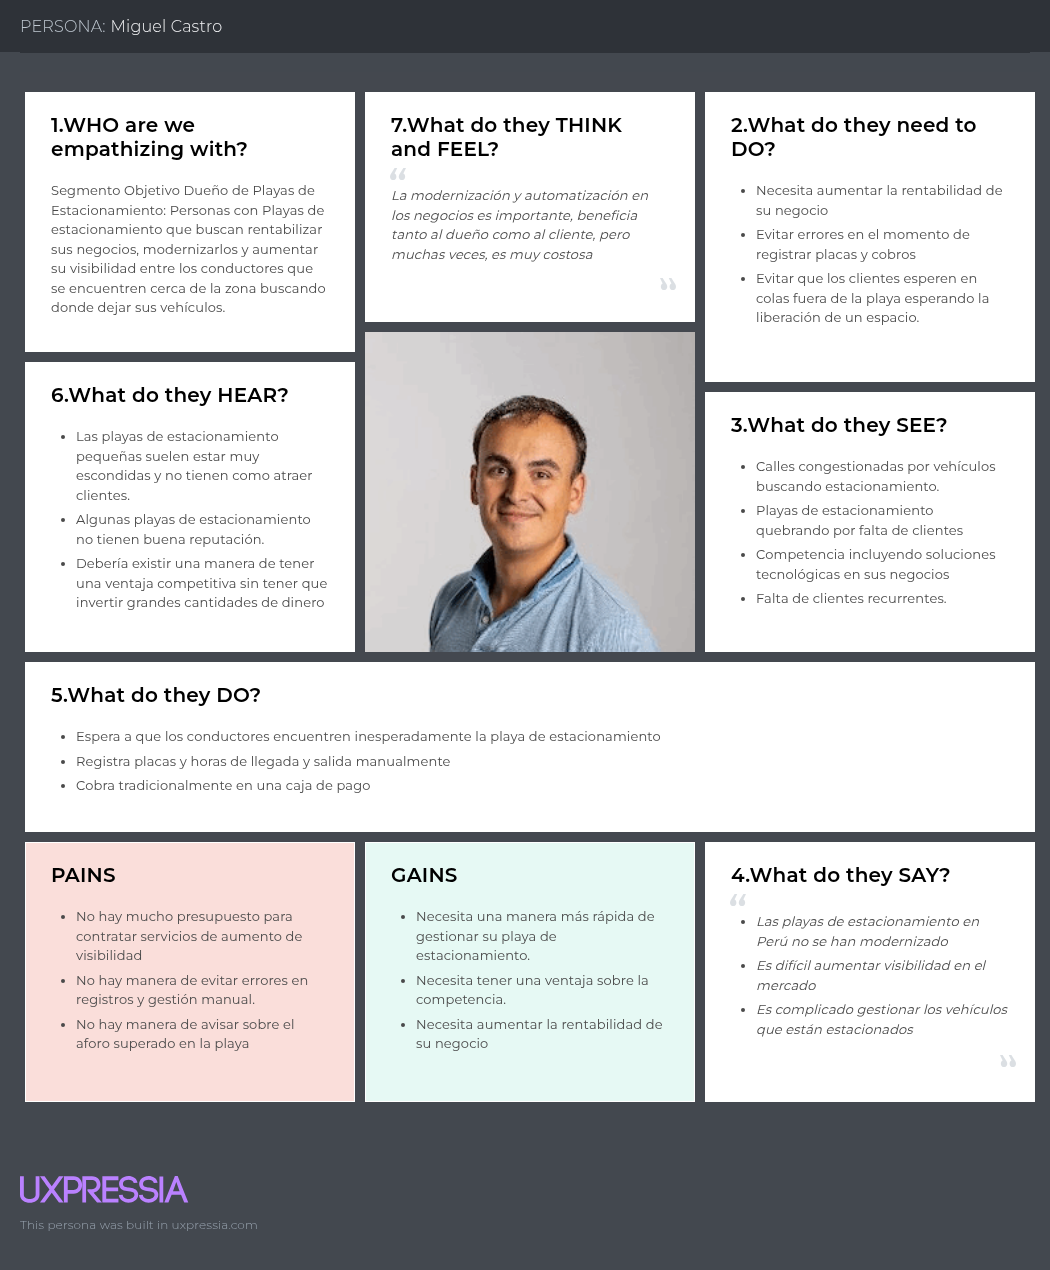 PERSONA: Miguel Castro
1.WHO are we
empathizing with?
Segmento Objetivo Dueño de Playas de
Estacionamiento: Personas con Playas de
estacionamiento que buscan rentabilizar
sus negocios, modernizarlos y aumentar
su visibilidad entre los conductores que
se encuentren cerca de la zona buscando
donde dejar sus vehículos.
7.What do they THINK
and FEEL?
“
La modernización y automatización en
los negocios es importante, beneficia
tanto al dueño como al cliente, pero
muchas veces, es muy costosa
”
2.What do they need to
DO?
• Necesita aumentar la rentabilidad de
su negocio
• Evitar errores en el momento de
registrar placas y cobros
• Evitar que los clientes esperen en
colas fuera de la playa esperando la
liberación de un espacio.
6.What do they HEAR?
• Las playas de estacionamiento
pequeñas suelen estar muy
escondidas y no tienen como atraer
clientes.
• Algunas playas de estacionamiento
no tienen buena reputación.
• Debería existir una manera de tener
una ventaja competitiva sin tener que
invertir grandes cantidades de dinero
3.What do they SEE?
• Calles congestionadas por vehículos
buscando estacionamiento.
• Playas de estacionamiento
quebrando por falta de clientes
• Competencia incluyendo soluciones
tecnológicas en sus negocios
• Falta de clientes recurrentes.
5.What do they DO?
• Espera a que los conductores encuentren inesperadamente la playa de estacionamiento
• Registra placas y horas de llegada y salida manualmente
• Cobra tradicionalmente en una caja de pago
PAINS
• No hay mucho presupuesto para
contratar servicios de aumento de
visibilidad
• No hay manera de evitar errores en
registros y gestión manual.
• No hay manera de avisar sobre el
aforo superado en la playa
GAINS
• Necesita una manera más rápida de
gestionar su playa de
estacionamiento.
• Necesita tener una ventaja sobre la
competencia.
• Necesita aumentar la rentabilidad de
su negocio
4.What do they SAY?
“
• Las playas de estacionamiento en
Perú no se han modernizado
• Es difícil aumentar visibilidad en el
mercado
• Es complicado gestionar los vehículos
que están estacionados
”
UXPRESSIA
This persona was built in uxpressia.com